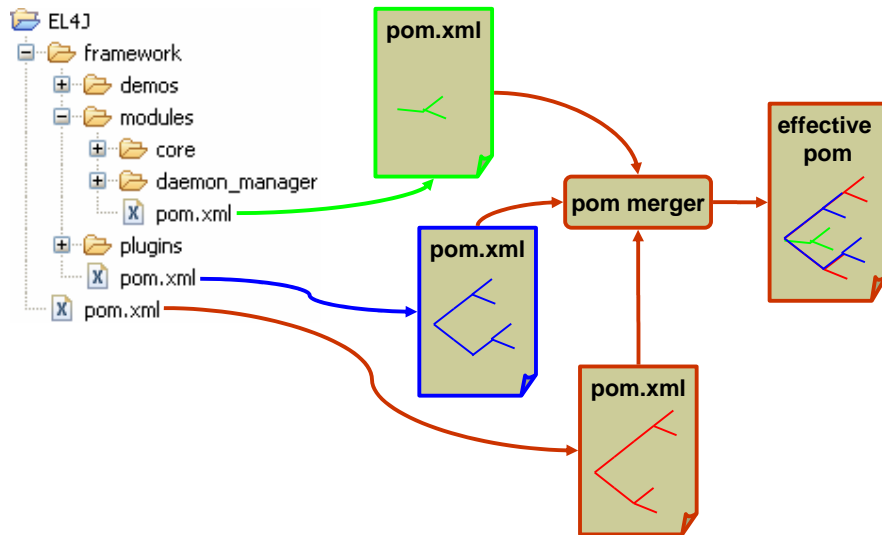 EL4J
framework
demos
modules
core
daemon_manager
pom.xml
plugins
pom.xml
pom.xml
pom.xml
pom.xml
pom.xml
pom merger
effective
pom